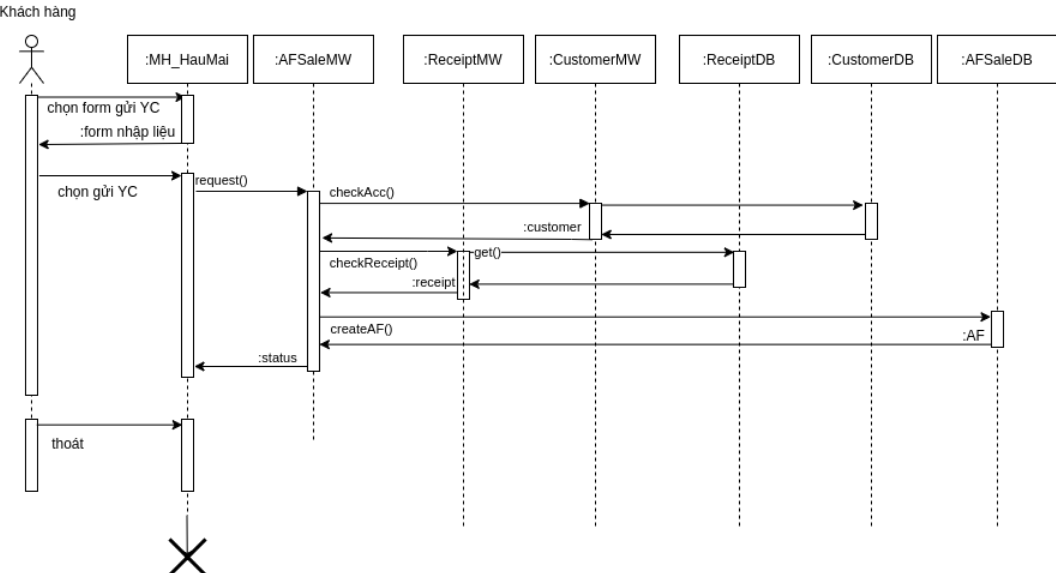 Khách hàng
:MH_HauMai
:AFSaleMW
:ReceiptMW
:CustomerMW
:ReceiptDB
:CustomerDB
:AFSaleDB
chọn form gửi YC
:form nhập liệu
chọn gửi YC
request()
checkAcc()
:customer
checkReceipt()
get()
:receipt
createAF()
:AF
:status
thoát